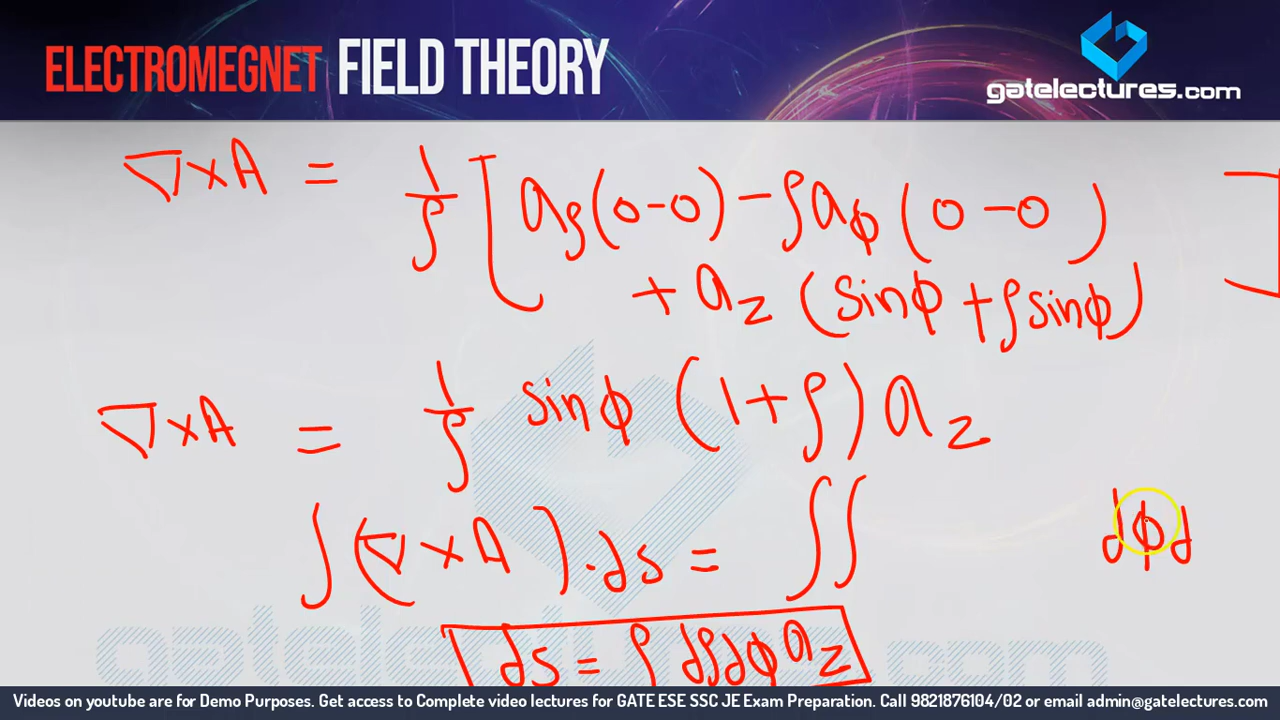 ELECTROMEGNET FIELD THEORY
gatelectures.com
∇×A = 1/ρ [ aρ(0-0) - ρaϕ (0-0)
+ az (sinϕ + ρsinϕ) ]
∇×A = 1/ρ sinϕ (1+ρ) az
∫(∇×A).ds = ∬ dϕd
ds = ρ dρdϕ az
gatelectures.com
Videos on youtube are for Demo Purposes. Get access to Complete video lectures for GATE ESE SSC JE Exam Preparation. Call 9821876104/02 or email admin@gatelectures.com